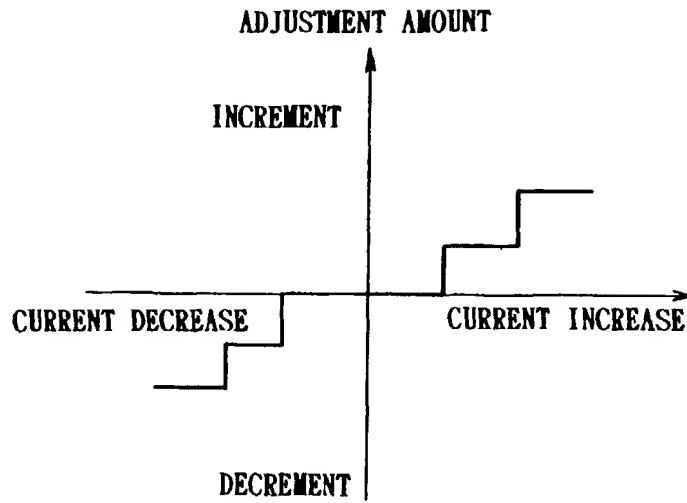 ADJUSTMENT AMOUNT
INCREMENT
CURRENT DECREASE
CURRENT INCREASE
DECREMENT